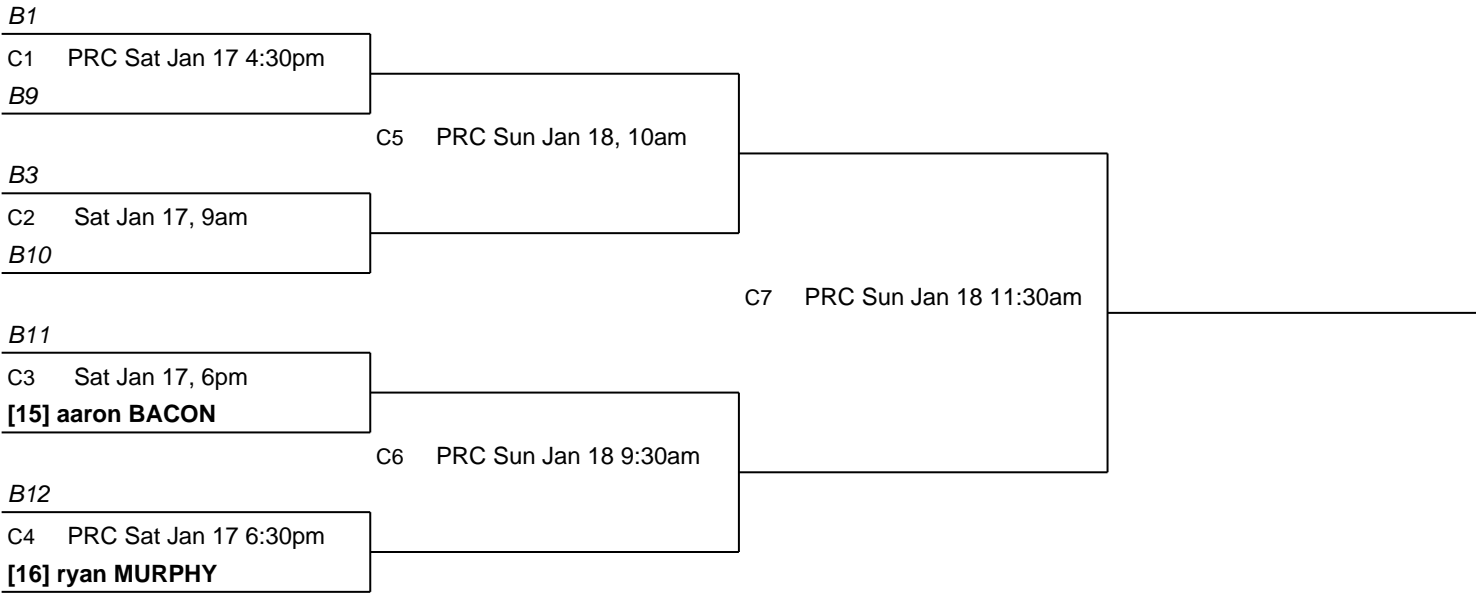 B1
C1 PRC Sat Jan 17 4:30pm
B9
C5 PRC Sun Jan 18, 10am
B3
C2 Sat Jan 17, 9am
B10
C7 PRC Sun Jan 18 11:30am
B11
C3 Sat Jan 17, 6pm
[15] aaron BACON
C6 PRC Sun Jan 18 9:30am
B12
C4 PRC Sat Jan 17 6:30pm
[16] ryan MURPHY